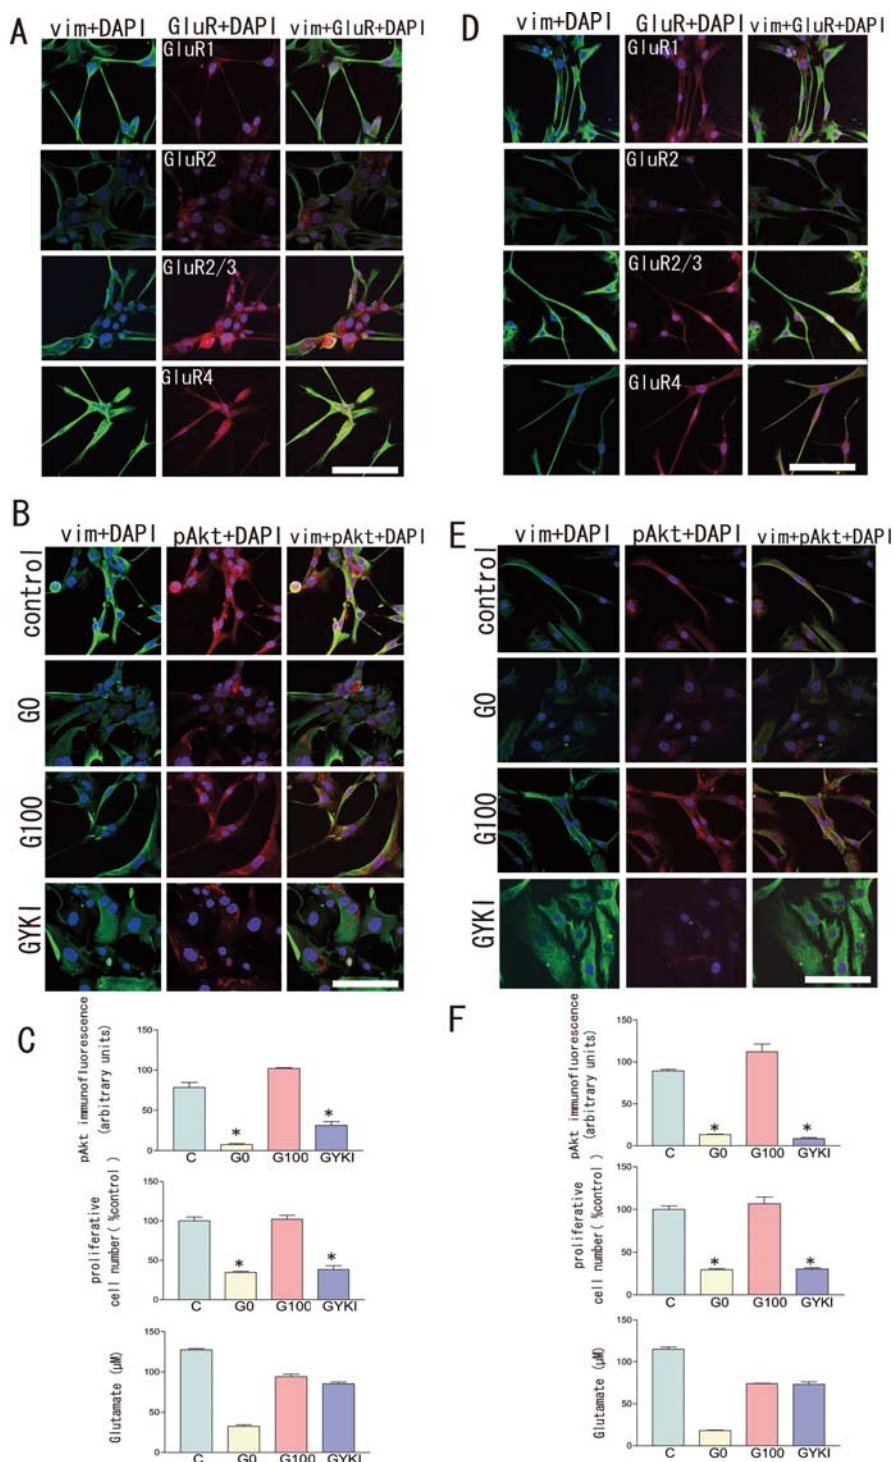 A
vim+DAPI GluR+DAPI vim+GluR+DAPI
GluR1
GluR2
GluR2/3
GluR4
B
vim+DAPI pAkt+DAPI vim+pAkt+DAPI
control
G0
G100
GYKI
C
pAkt immunofluorescence
(arbitrary units)
150
100
50
0
*
*
C G0 G100 GYKI
proliferative
cell number( %control )
150
100
50
0
*
*
C G0 G100 GYKI
Glutamate (μM)
150
100
50
0
C G0 G100 GYKI
D
vim+DAPI GluR+DAPI vim+GluR+DAPI
GluR1
GluR2
GluR2/3
GluR4
E
vim+DAPI pAkt+DAPI vim+pAkt+DAPI
control
G0
G100
GYKI
F
pAkt immunofluorescence
(arbitrary units)
150
100
50
0
*
*
C G0 G100 GYKI
proliferative
cell number( %control )
150
100
50
0
*
*
C G0 G100 GYKI
Glutamate (μM)
150
100
50
0
C G0 G100 GYKI